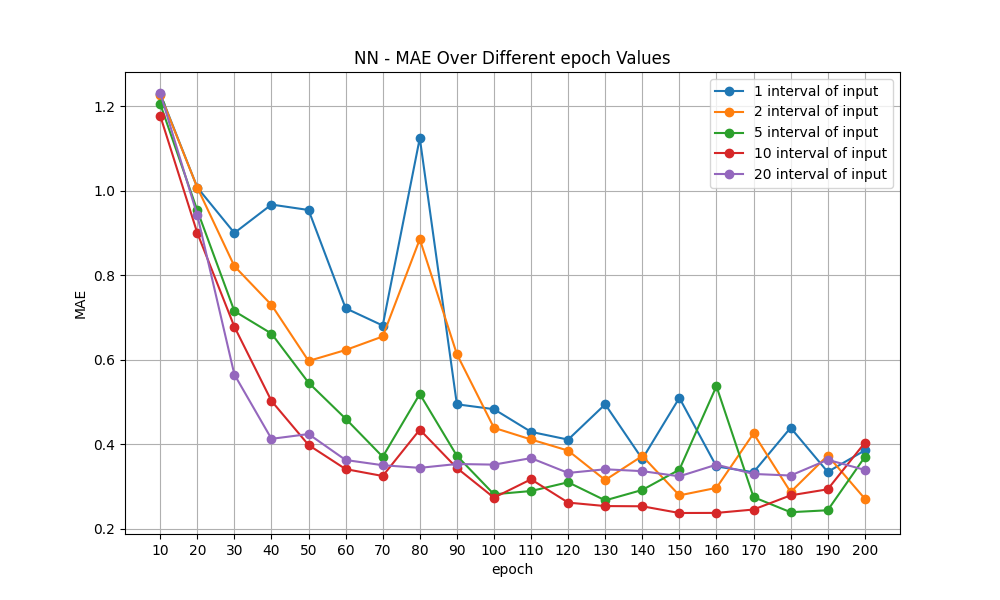 NN - MAE Over Different epoch Values
1 interval of input
2 interval of input
5 interval of input
10 interval of input
20 interval of input
MAE
1.2
1.0
0.8
0.6
0.4
0.2
10 20 30 40 50 60 70 80 90 100 110 120 130 140 150 160 170 180 190 200
epoch